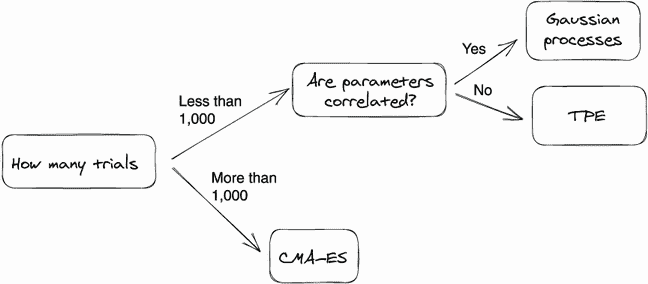 How many trials
Less than
1,000
More than
1,000
Are parameters
correlated?
Yes
No
Gaussian
processes
TPE
CMA-ES